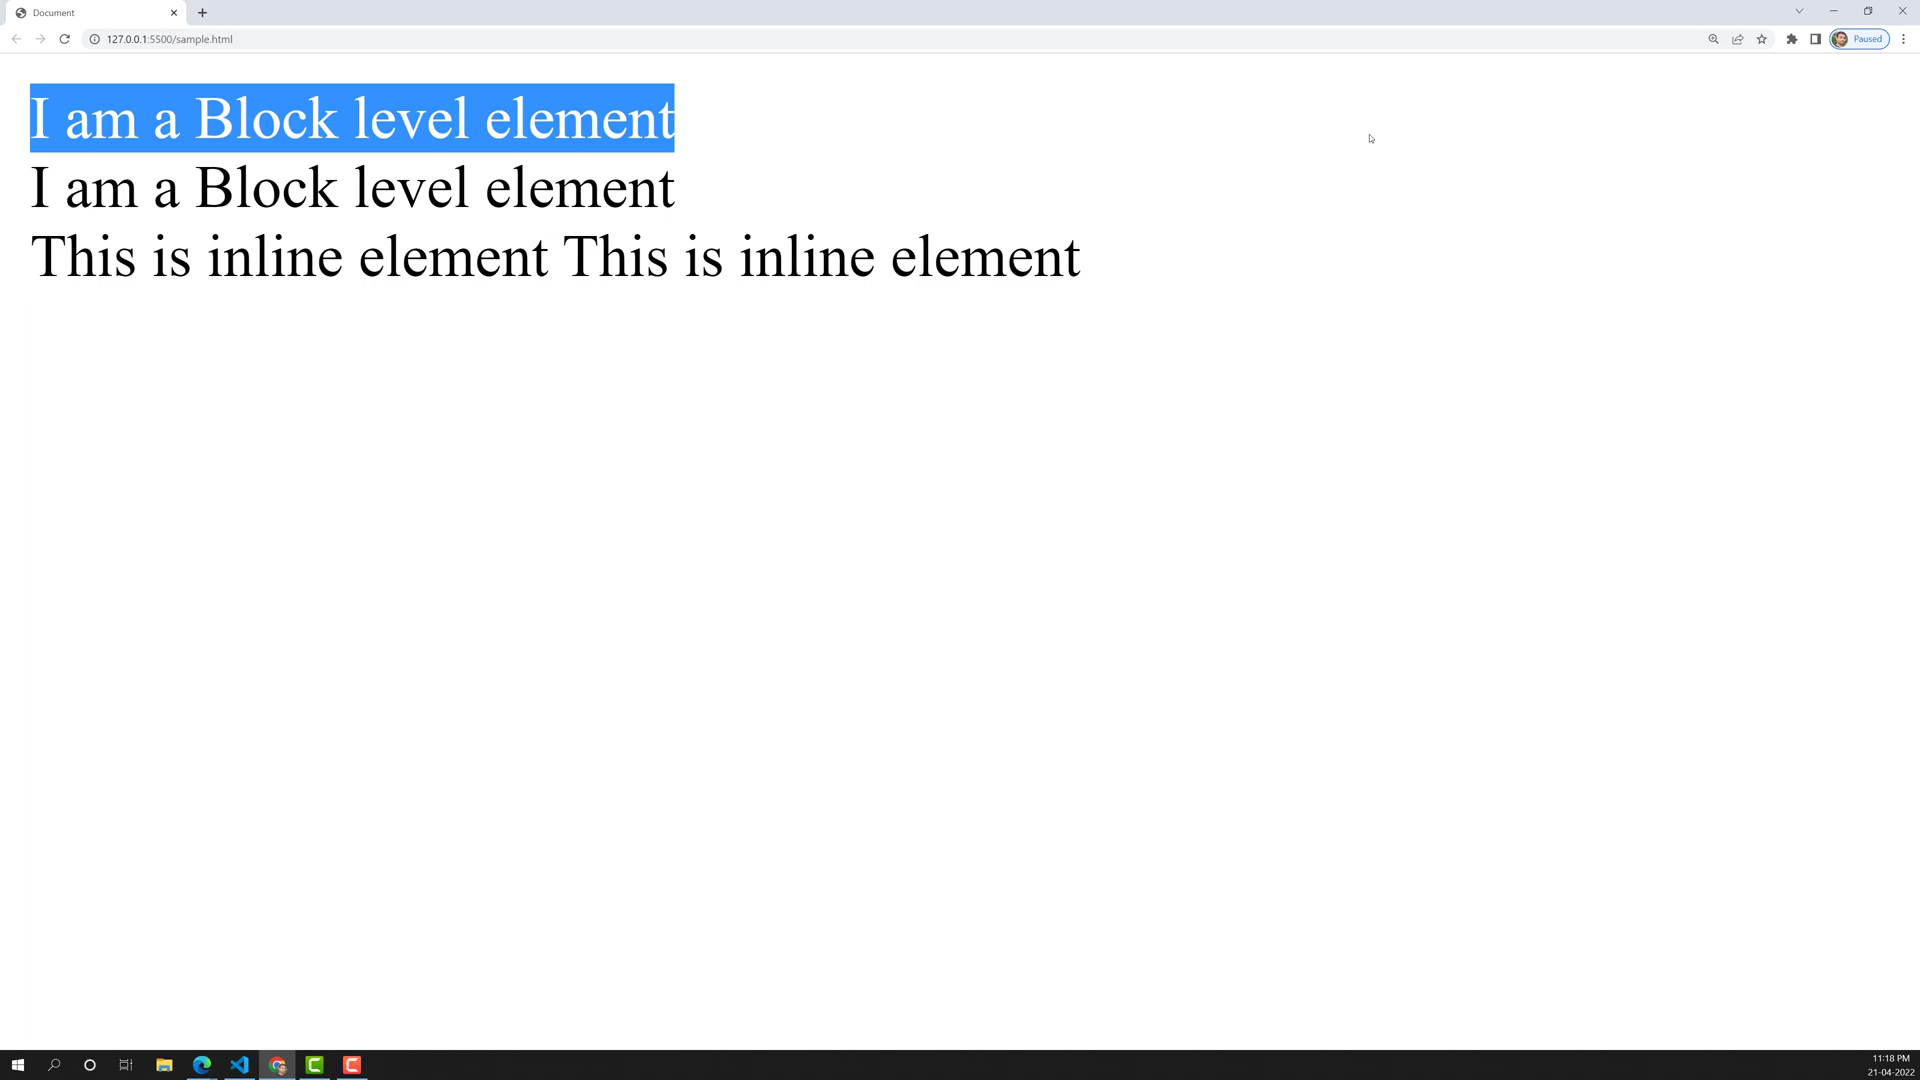 Document
127.0.0.1:5500/sample.html
Paused
I am a Block level element
I am a Block level element
This is inline element This is inline element
11:18 PM
21-04-2022